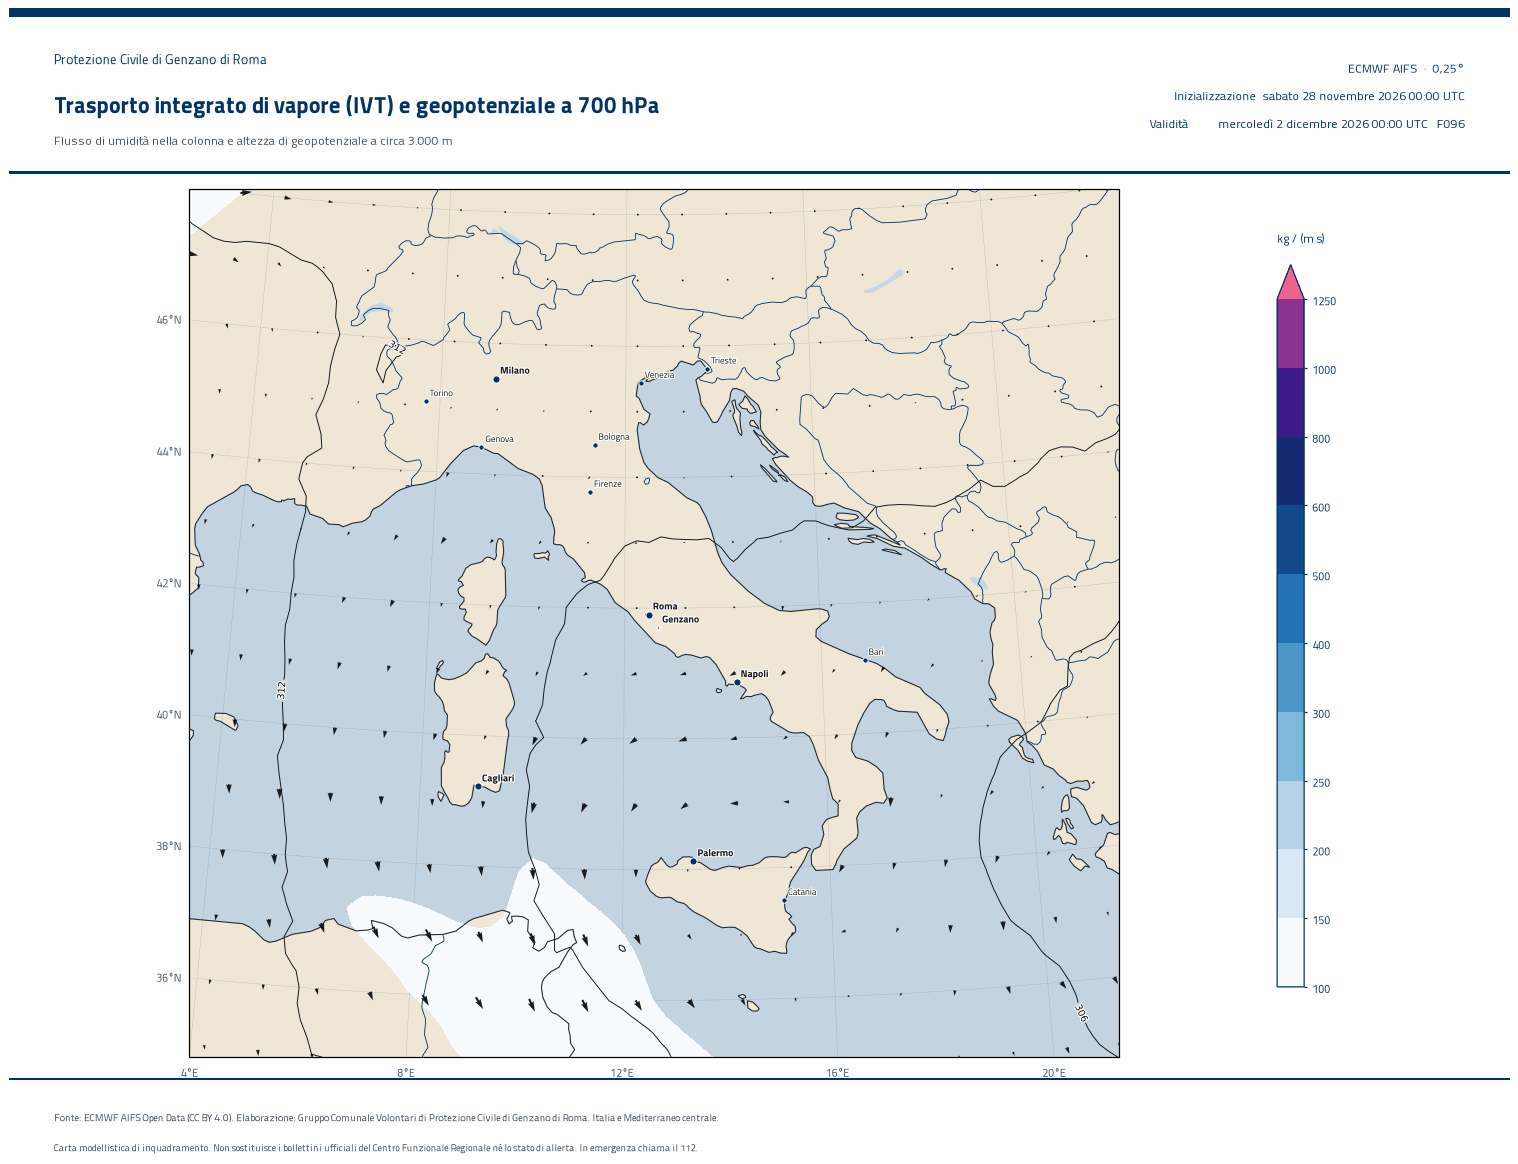 Protezione Civile di Genzano di Roma
Trasporto integrato di vapore (IVT) e geopotenziale a 700 hPa
Flusso di umidità nella colonna e altezza di geopotenziale a circa 3.000 m
ECMWF AIFS · 0,25°
Inizializzazione sabato 28 novembre 2026 00:00 UTC
Validità mercoledì 2 dicembre 2026 00:00 UTC F096
kg / (m s)
1250
1000
800
600
500
400
300
250
200
150
100
46°N
44°N
42°N
40°N
38°N
36°N
4°E
8°E
12°E
16°E
20°E
312
Trieste
Milano
Venezia
Torino
Genova
Bologna
Firenze
Roma
Genzano
Bari
Napoli
312
Cagliari
Palermo
Catania
306
Fonte: ECMWF AIFS Open Data (CC BY 4.0). Elaborazione: Gruppo Comunale Volontari di Protezione Civile di Genzano di Roma. Italia e Mediterraneo centrale.
Carta modellistica di inquadramento. Non sostituisce i bollettini ufficiali del Centro Funzionale Regionale né lo stato di allerta. In emergenza chiama il 112.